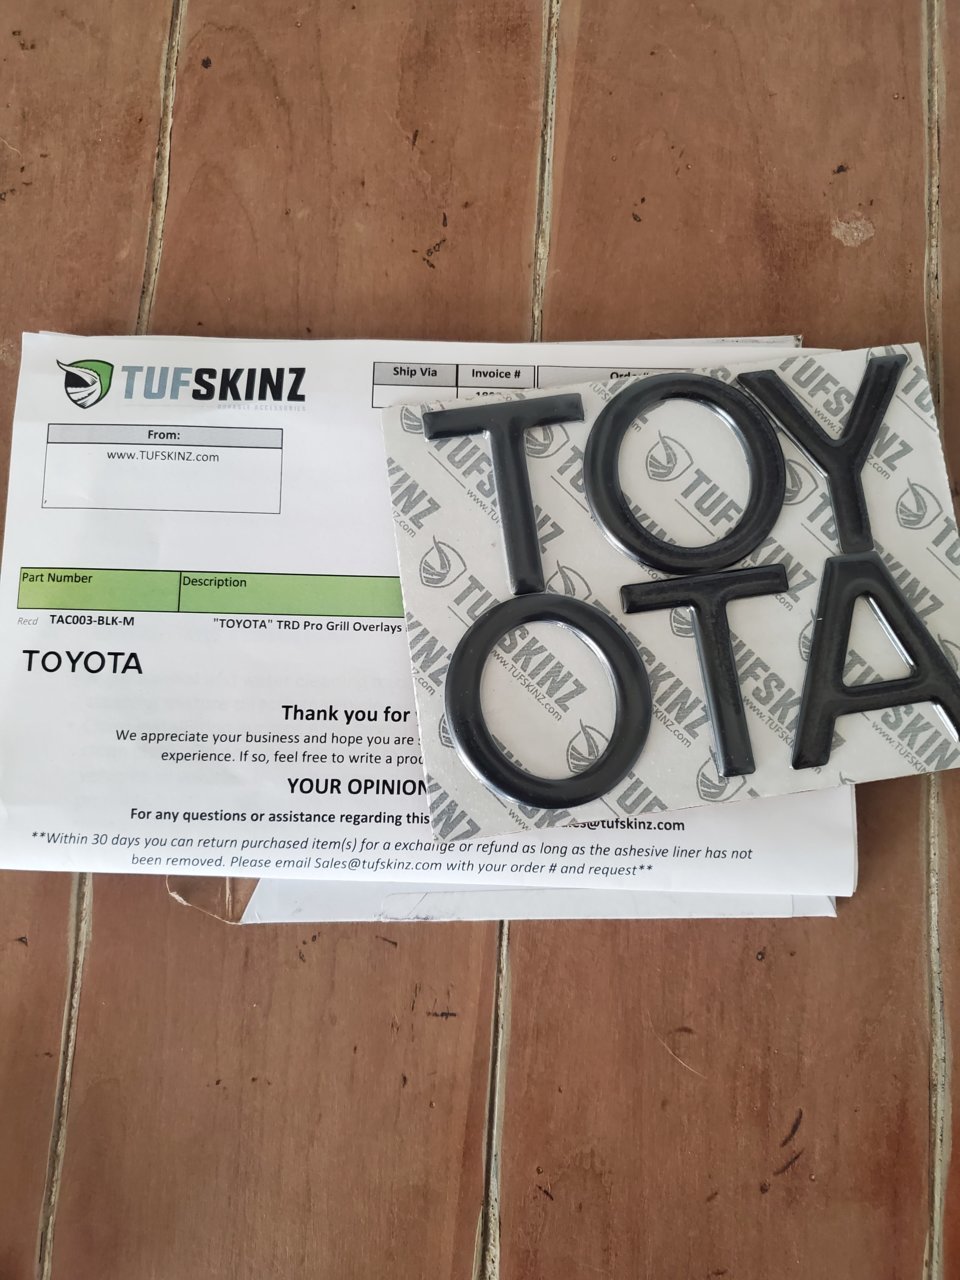 TUFSKINZ
DURABLE ACCESSORIES
Ship Via
Invoice #
From:
www.TUFSKINZ.com
Part Number
Description
Recd
TAC003-BLK-M
"TOYOTA" TRD Pro Grill Overlays
TOYOTA
Thank you for
We appreciate your business and hope you are
experience. If so, feel free to write a
YOUR OPINION
For any questions or assistance regarding this
@tufskinz.com
**Within 30 days you can return purchased item(s) for a exchange or refund as long as the ashesive liner has not
been removed. Please email Sales@tufskinz.com with your order # and request**
TOY
OTA
TUFSKINZ
www.TUFSKINZ.com